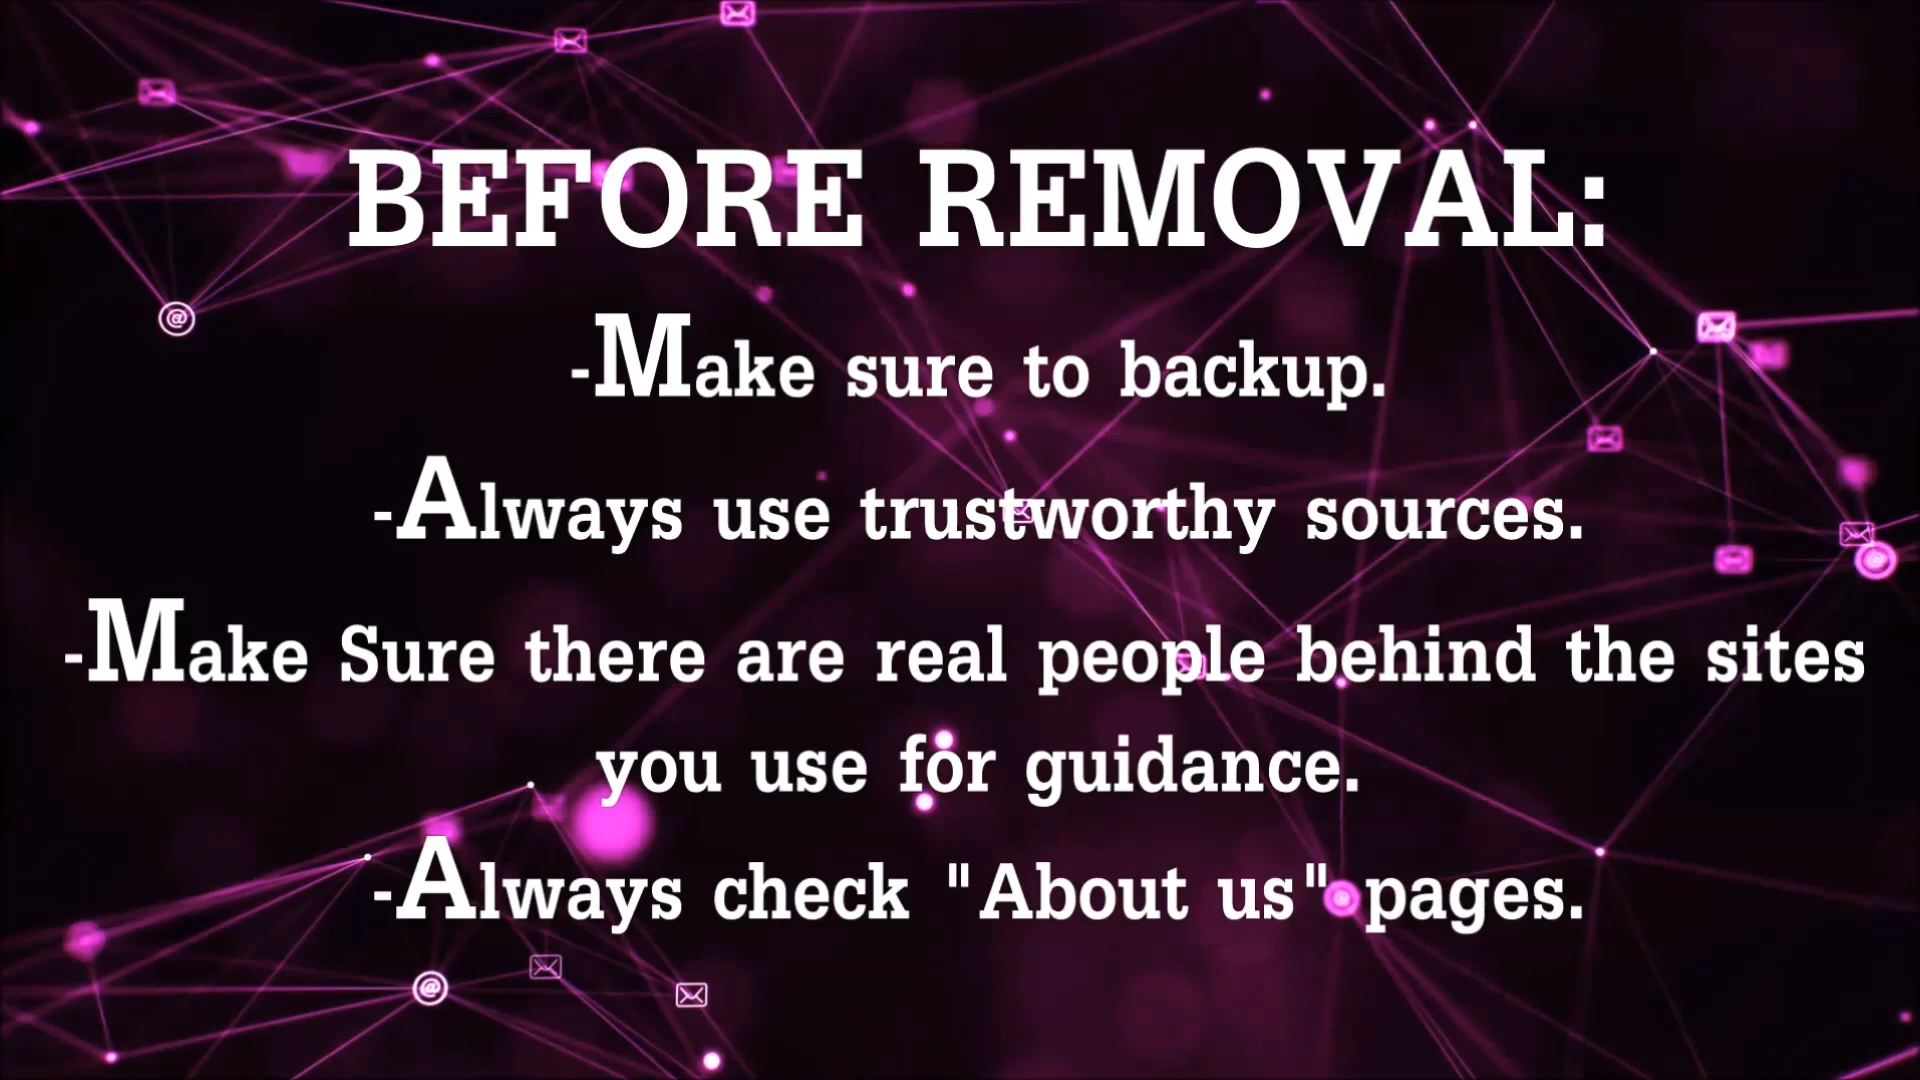 BEFORE REMOVAL:
-Make sure to backup.
-Always use trustworthy sources.
-Make Sure there are real people behind the sites
you use for guidance.
-Always check "About us" pages.